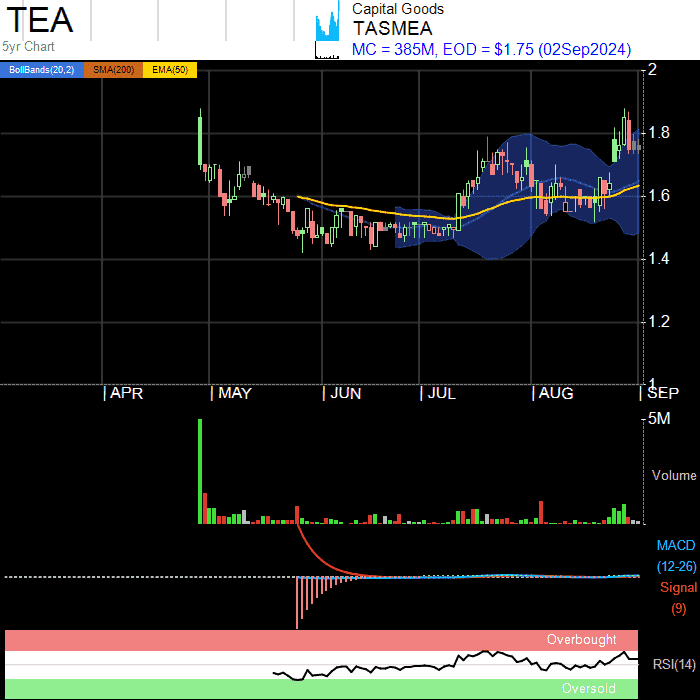 TEA
5yr Chart
Capital Goods
TASMEA
MC = 385M, EOD = $1.75 (02Sep2024)
BollBands(20,2) SMA(200) EMA(50)
2
1.8
1.6
1.4
1.2
1
APR MAY JUN JUL AUG SEP
5M
Volume
MACD
(12-26)
Signal
(9)
Overbought
RSI(14)
Oversold